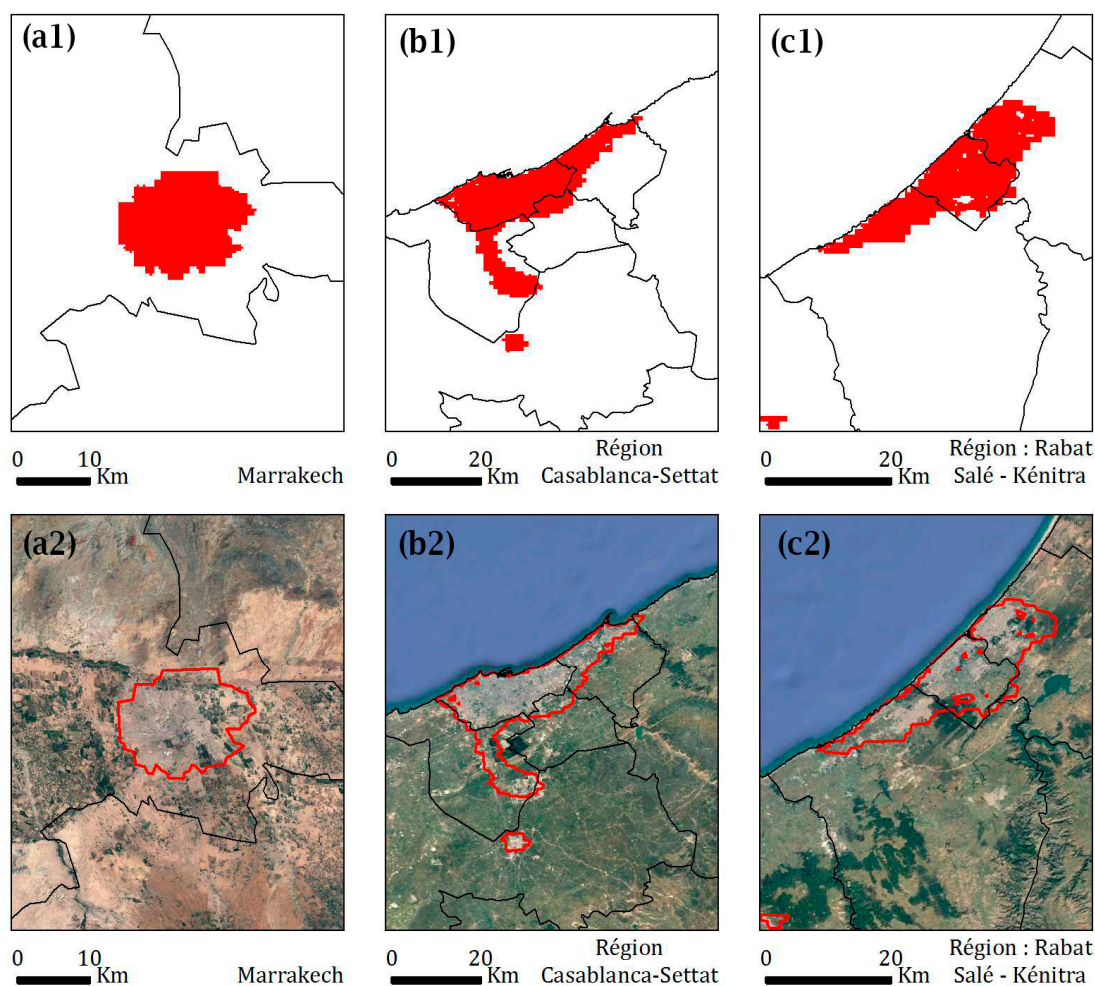 (a1)
(b1)
(c1)
0 10
Km
Marrakech
0 20
Km
Région
Casablanca-Settat
0 20
Km
Région : Rabat
Salé - Kénitra
(a2)
(b2)
(c2)
0 10
Km
Marrakech
0 20
Km
Région
Casablanca-Settat
0 20
Km
Région : Rabat
Salé - Kénitra